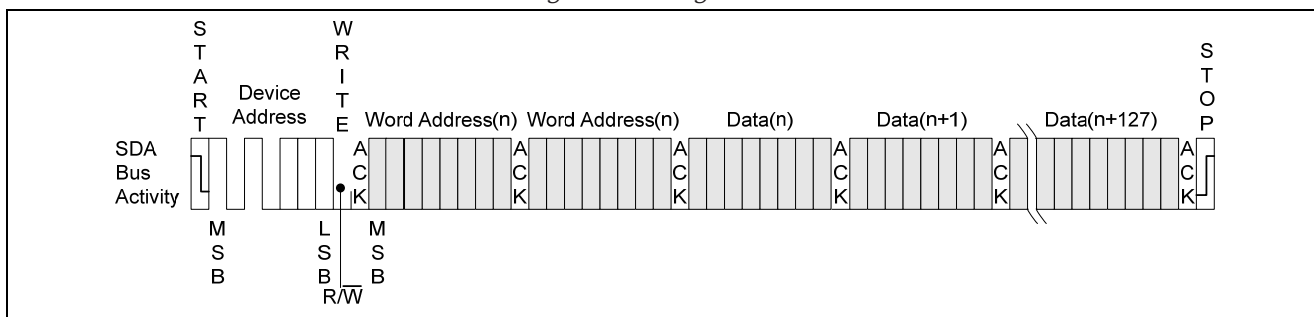 START
WRITE
STOP
Device
Address
Word Address(n) Word Address(n) Data(n) Data(n+1) Data(n+127)
SDA
Bus
Activity
ACK ACK ACK ACK ACK ACK
MSB LSB MSB
R/W